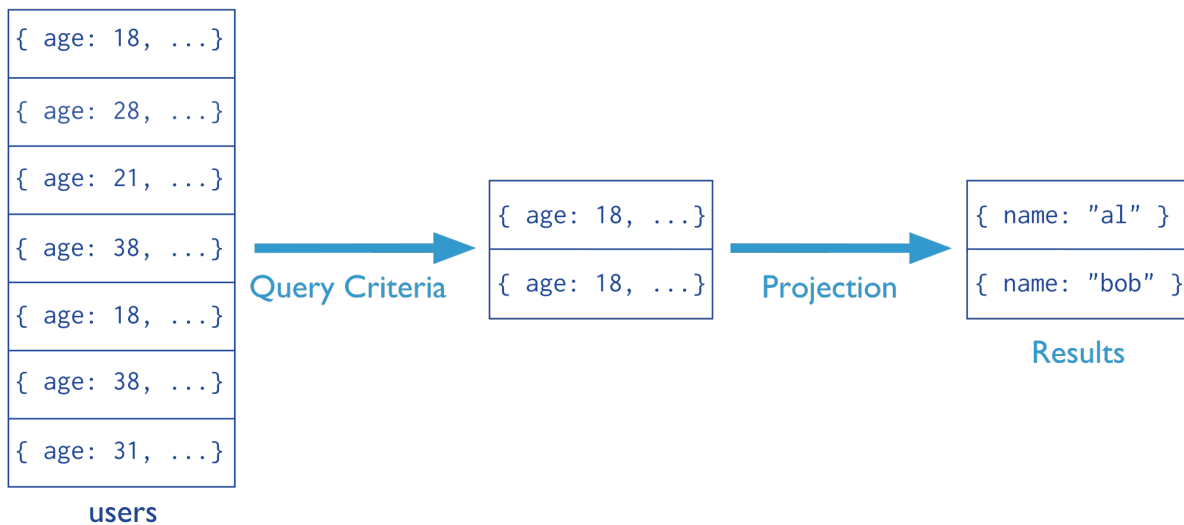 { age: 18, ...}
{ age: 28, ...}
{ age: 21, ...}
{ age: 38, ...}
{ age: 18, ...}
{ age: 38, ...}
{ age: 31, ...}
users
Query Criteria
{ age: 18, ...}
{ age: 18, ...}
Projection
{ name: "al" }
{ name: "bob" }
Results